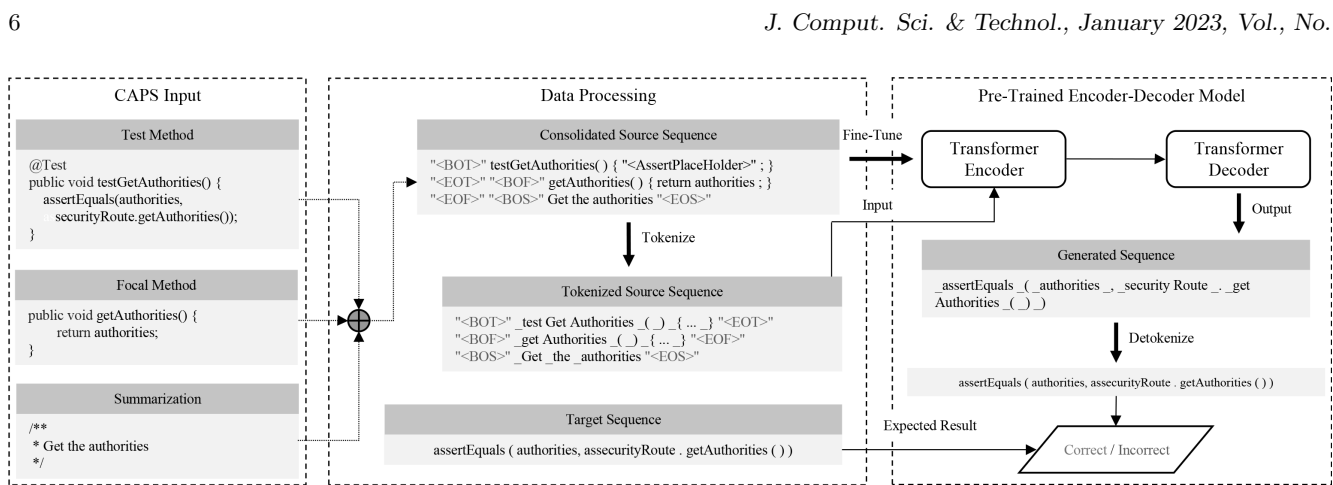 6
J. Comput. Sci. & Technol., January 2023, Vol., No.
CAPS Input
Test Method
@Test
public void testGetAuthorities() {
assertEquals(authorities,
securityRoute.getAuthorities());
}
Focal Method
public void getAuthorities() {
return authorities;
}
Summarization
/**
* Get the authorities
*/
Data Processing
Consolidated Source Sequence
"<BOT>" testGetAuthorities( ) { "<AssertPlaceHolder>" ; }
"<EOT>" "<BOF>" getAuthorities( ) { return authorities ; }
"<EOF>" "<BOS>" Get the authorities "<EOS>"
Tokenize
Tokenized Source Sequence
"<BOT>" _test Get Authorities _( _) _{ ... _} "<EOT>"
"<BOF>" _get Authorities _( _) _{ ... _} "<EOF>"
"<BOS>" _Get _the _authorities "<EOS>"
Target Sequence
assertEquals ( authorities, assecurityRoute . getAuthorities ( ) )
Pre-Trained Encoder-Decoder Model
Fine-Tune
Transformer
Encoder
Transformer
Decoder
Input
Output
Generated Sequence
_assertEquals _( _authorities _, _security Route _. _get
Authorities _( _) _)
Detokenize
assertEquals ( authorities, assecurityRoute . getAuthorities ( ) )
Expected Result
Correct / Incorrect